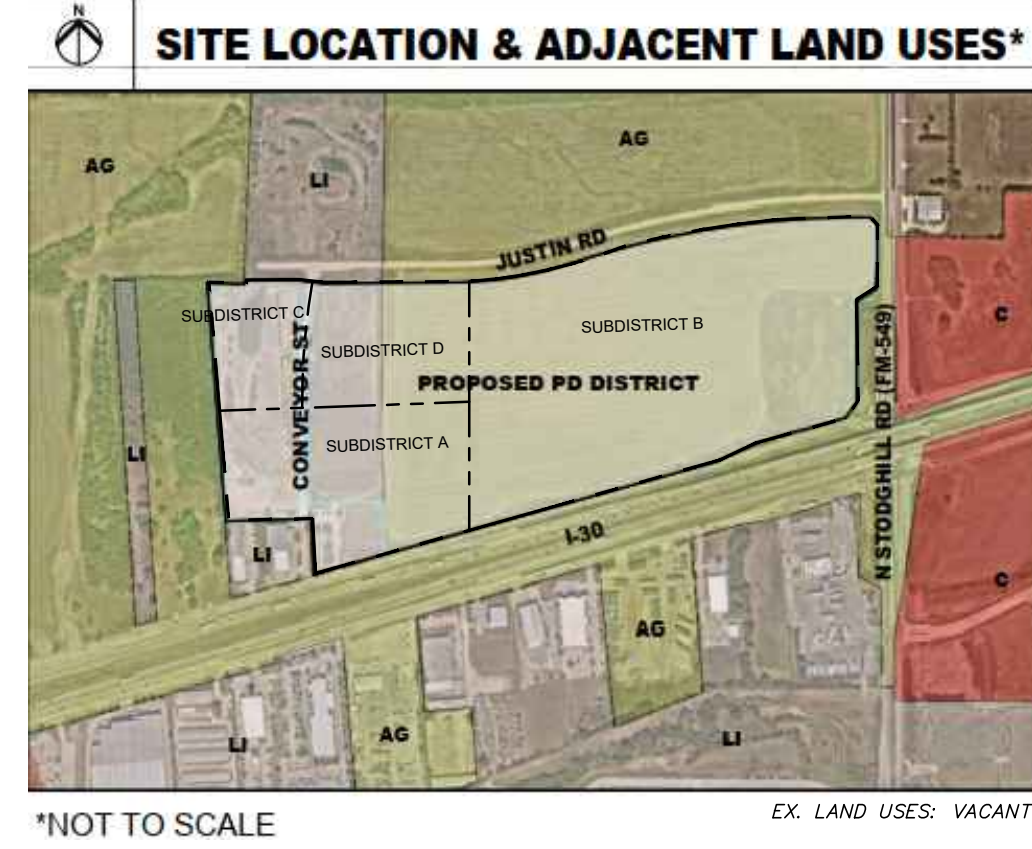 N
SITE LOCATION & ADJACENT LAND USES*
AG
AG
LI
JUSTIN RD
SUBDISTRICT C
CONVEYOR ST
SUBDISTRICT D
SUBDISTRICT B
PROPOSED PD DISTRICT
SUBDISTRICT A
C
N STODGHILL RD (FM-549)
LI
LI
I-30
C
AG
AG
LI
LI
*NOT TO SCALE
EX. LAND USES: VACANT